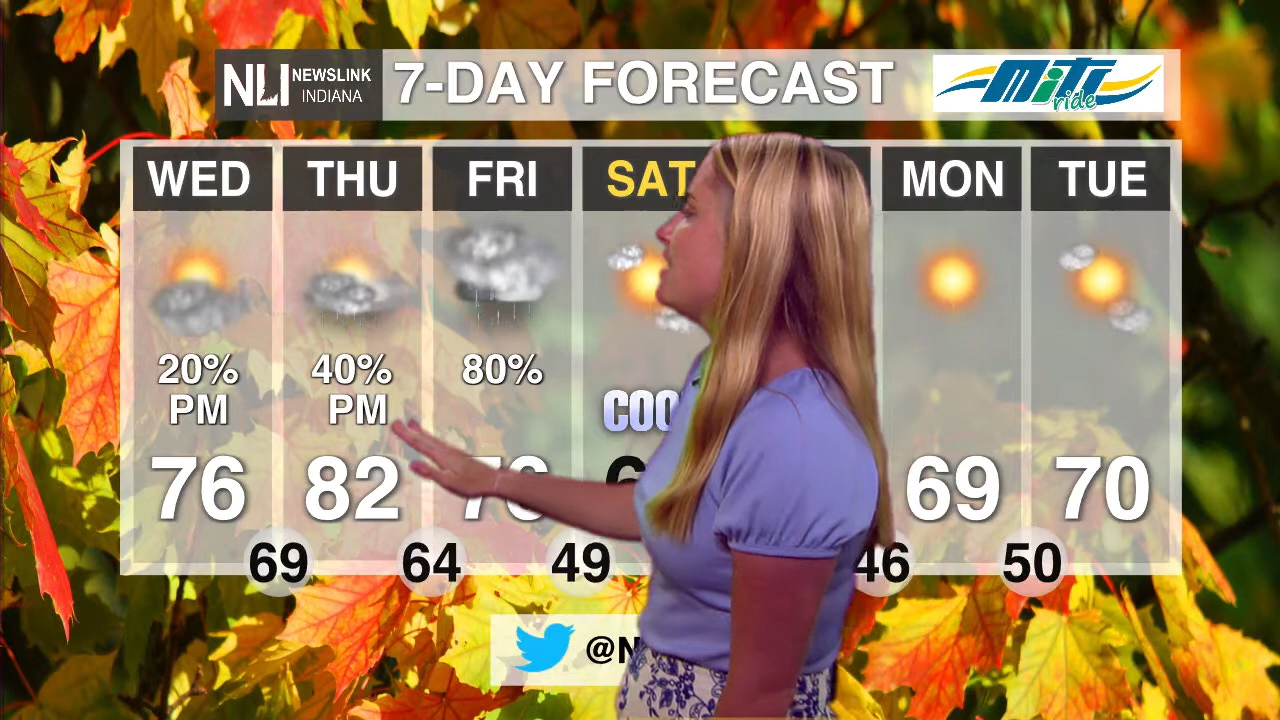 NLI NEWSLINK INDIANA 7-DAY FORECAST MiTS ride
WED THU FRI SAT MON TUE
20% 40% 80%
PM PM
COO
76 82 69 70
69 64 49 46 50
@N